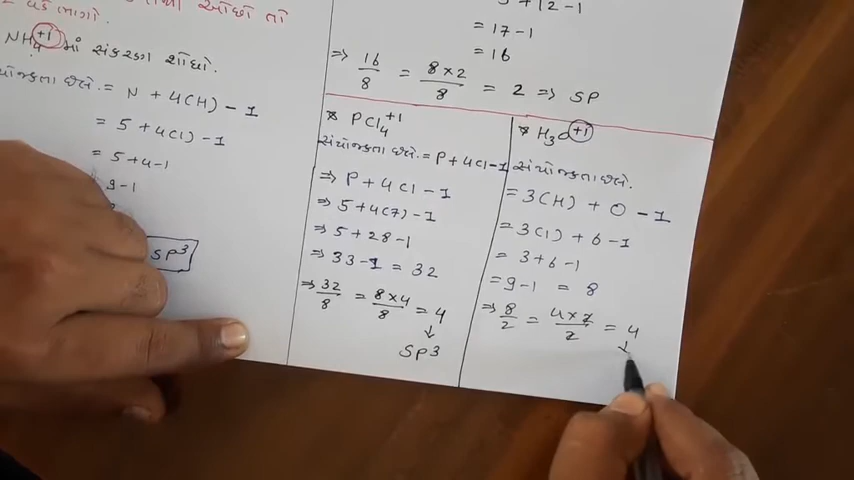 NH4 +1 માં સંકરણ શોધો.
= N + 4(H) - 1
= 5 + 4(1) - 1
= 5 + 4 - 1
9 - 1
SP3
= 17 - 1
= 16
⇒ 16/8 = 8×2/8 = 2 ⇒ SP
* PCl4 +1
સંયોજકતા ઇલે. = P + 4Cl - 1
⇒ P + 4Cl - 1
⇒ 5 + 4(7) - 1
⇒ 5 + 28 - 1
⇒ 33 - 1 = 32
⇒ 32/8 = 8×4/8 = 4
↓
SP3
* H3O +1
સંયોજકતા ઇલે.
= 3(H) + O - 1
= 3(1) + 6 - 1
= 3 + 6 - 1
= 9 - 1 = 8
⇒ 8/2 = 4×2/2 = 4
↓